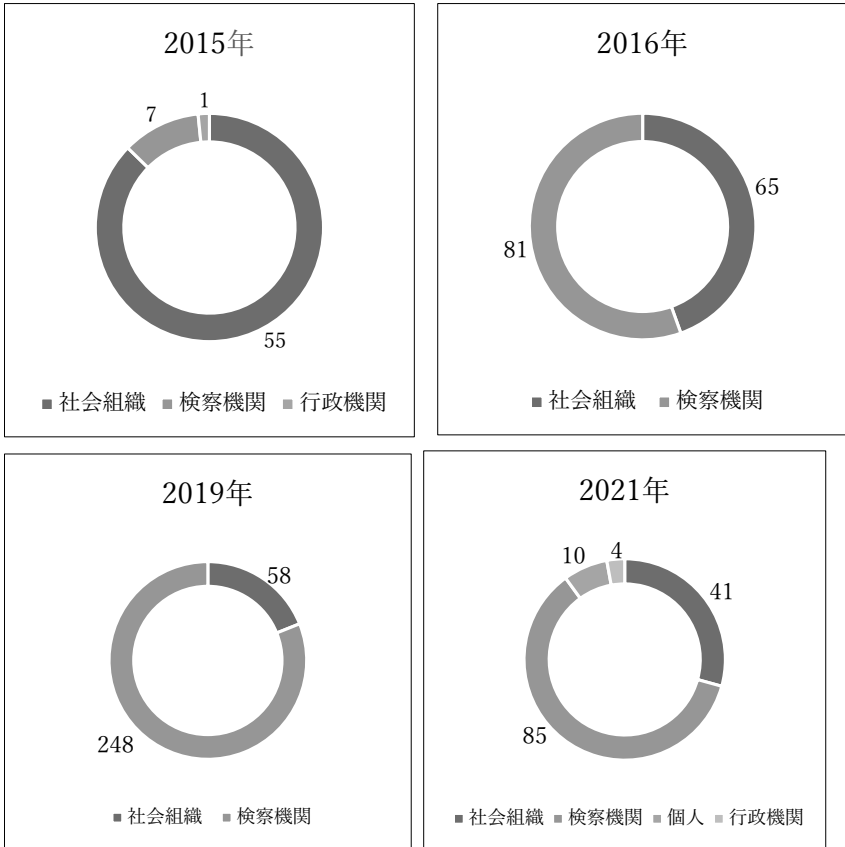 2015年
1
7
55
■ 社会組織 ■ 検察機関 ■ 行政機関
2016年
65
81
■ 社会組織 ■ 検察機関
2019年
58
248
■ 社会組織 ■ 検察機関
2021年
4
10
41
85
■ 社会組織 ■ 検察機関 ■ 個人 ■ 行政機関